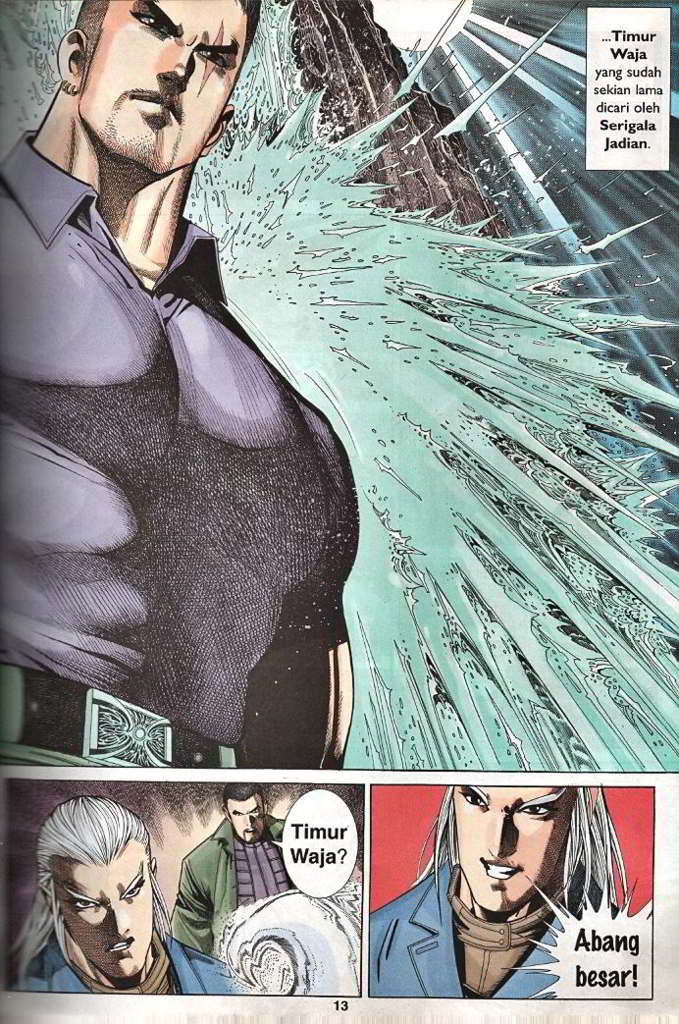 ...Timur
Waja
yang sudah
sekian lama
dicari oleh
Serigala
Jadian.
Timur
Waja?
Abang
besar!
13